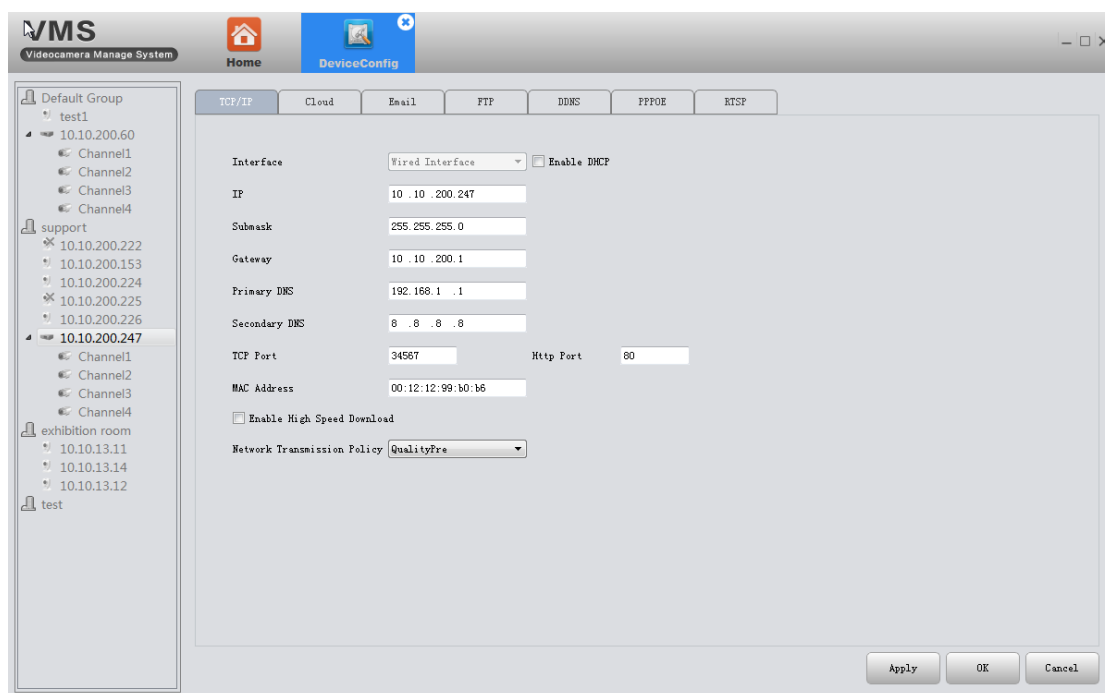 VMS
Videocamera Manage System
Home
DeviceConfig
Default Group
test1
10.10.200.60
Channel1
Channel2
Channel3
Channel4
support
10.10.200.222
10.10.200.153
10.10.200.224
10.10.200.225
10.10.200.226
10.10.200.247
Channel1
Channel2
Channel3
Channel4
exhibition room
10.10.13.11
10.10.13.14
10.10.13.12
test
TCP/IP Cloud Email FTP DDNS PPPOE RTSP
Interface Wired Interface Enable DHCP
IP 10 .10 .200.247
Submask 255.255.255.0
Gateway 10 .10 .200.1
Primary DNS 192.168.1 .1
Secondary DNS 8 .8 .8 .8
TCP Port 34567 Http Port 80
MAC Address 00:12:12:99:b0:b6
Enable High Speed Download
Network Transmission Policy QualityPre
Apply OK Cancel